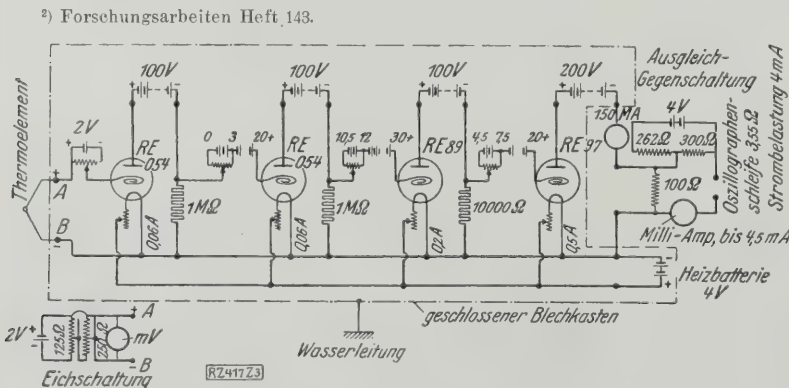 ²) Forschungsarbeiten Heft 143.
100V
100V
100V
200V
Ausgleich-
Gegenschaltung
2V
RE
054
0
3
20+
RE
054
10,5
12
30+
RE89
4,5
7,5
20+
RE97
150 MA
4V
262Ω
300Ω
100Ω
Oszillographen-
schleife 3,55Ω
Strombelastung 4mA
Thermoelement
A
B
0,06A
1MΩ
0,06A
1MΩ
0,2A
10000Ω
0,5A
Milli-Amp, bis 4,5 mA
Heizbatterie
4V
geschlossener Blechkasten
Wasserleitung
2V
125Ω
250Ω
mV
A
B
Eichschaltung
RZ417Z3